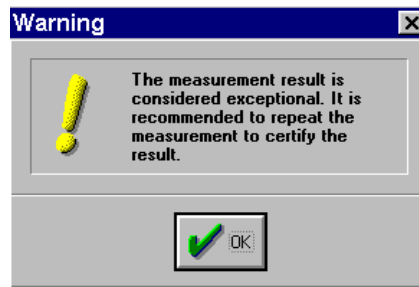 Warning
The measurement result is
considered exceptional. It is
recommended to repeat the
measurement to certify the
result.
OK